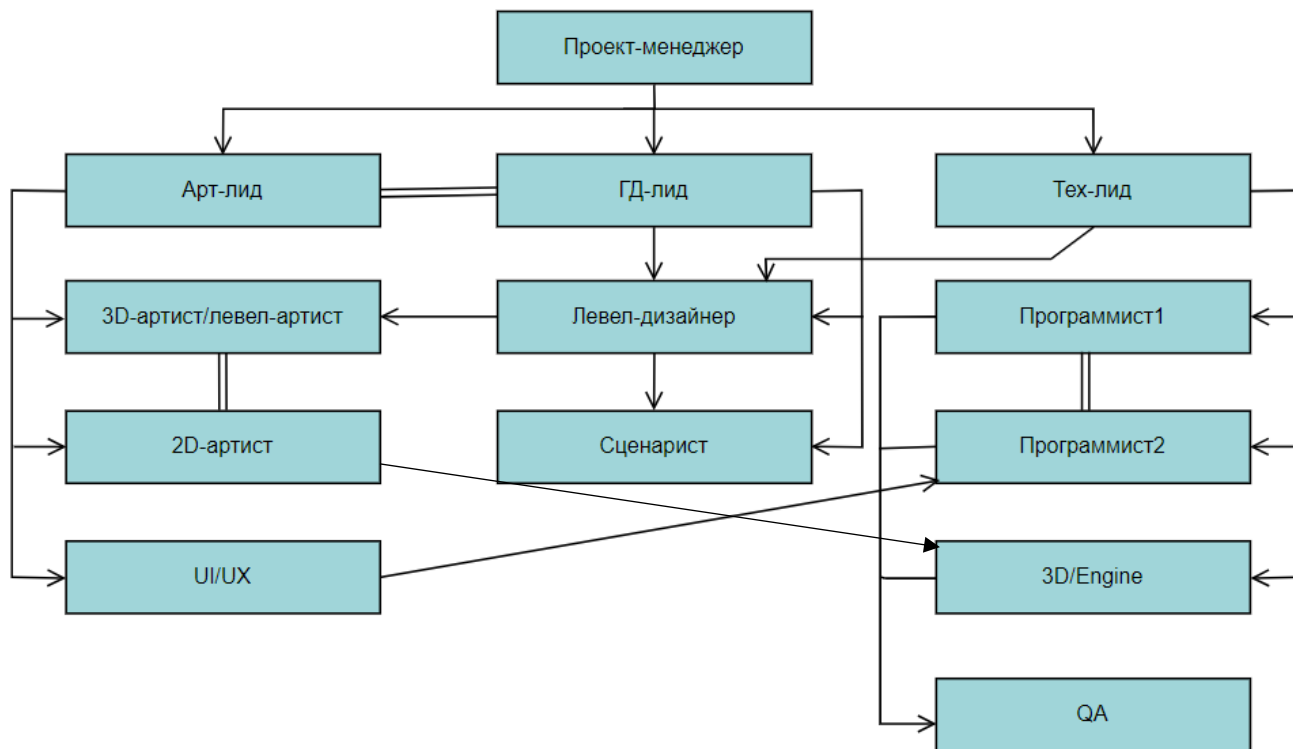 Проект-менеджер
Арт-лид
ГД-лид
Тех-лид
3D-артист/левел-артист
Левел-дизайнер
Программист1
2D-артист
Сценарист
Программист2
UI/UX
3D/Engine
QA